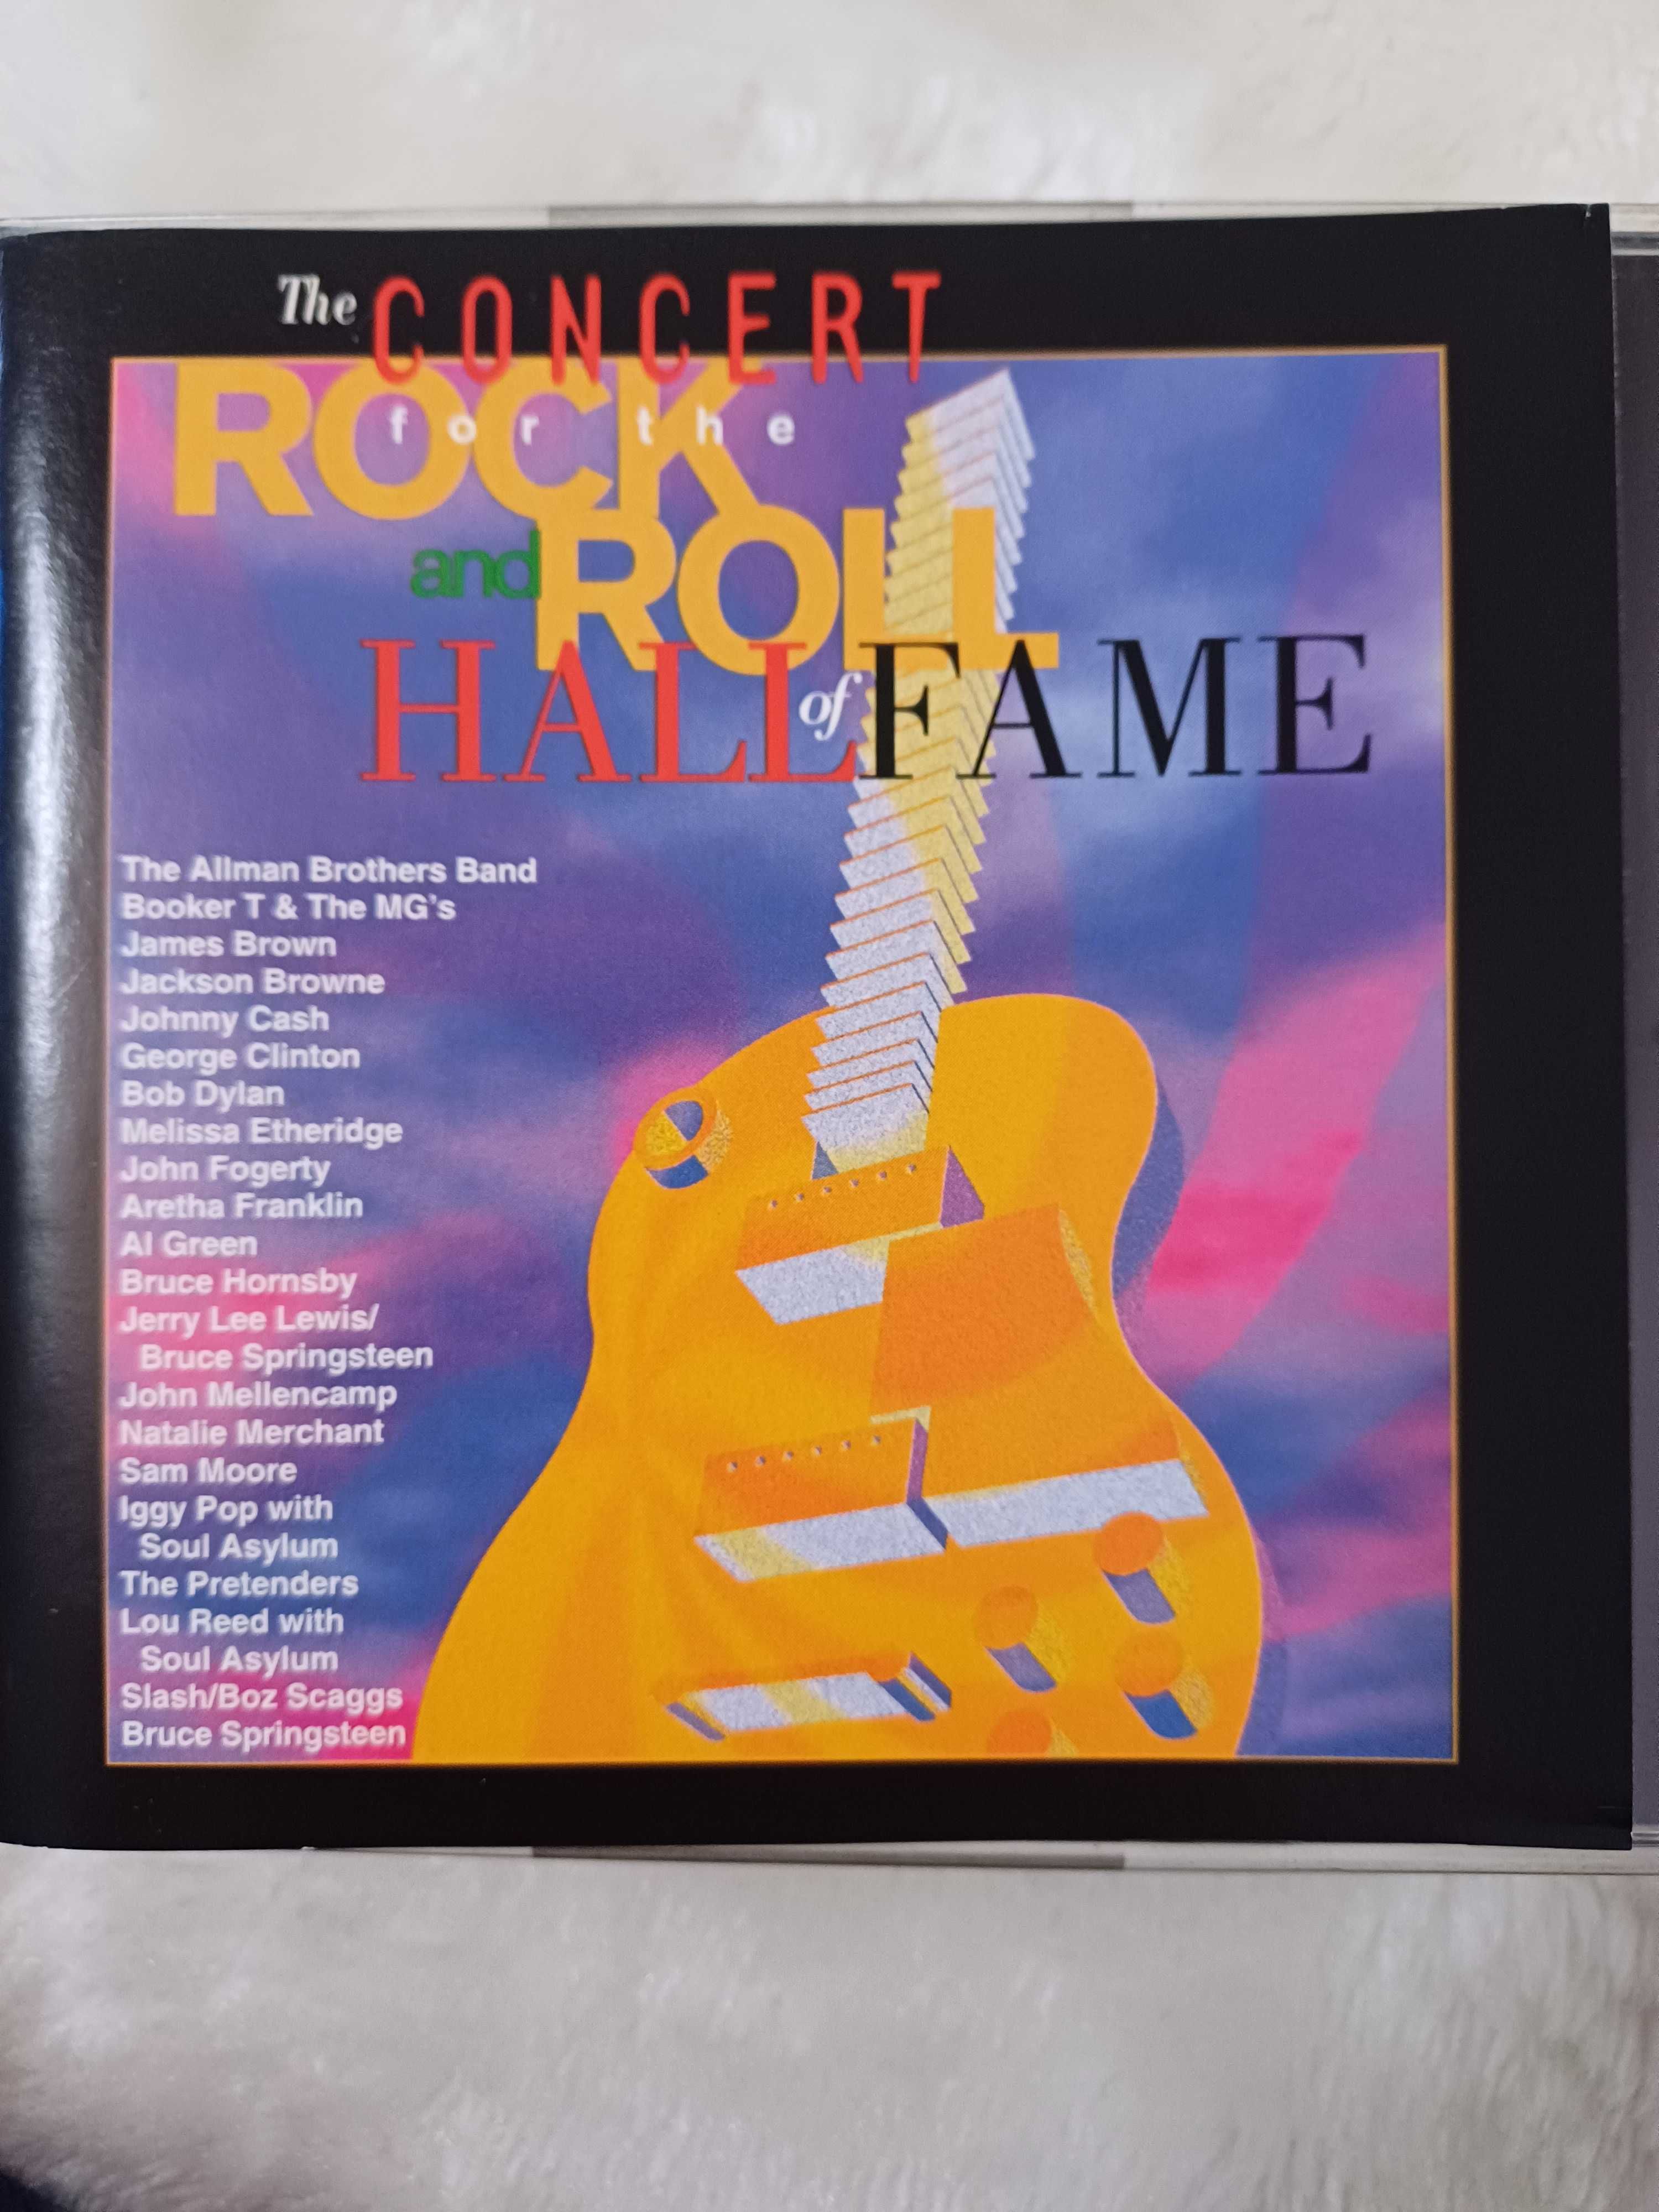 The CONCERT
for the
ROCK
and ROLL
HALL of FAME
The Allman Brothers Band
Booker T & The MG's
James Brown
Jackson Browne
Johnny Cash
George Clinton
Bob Dylan
Melissa Etheridge
John Fogerty
Aretha Franklin
Al Green
Bruce Hornsby
Jerry Lee Lewis/
Bruce Springsteen
John Mellencamp
Natalie Merchant
Sam Moore
Iggy Pop with
Soul Asylum
The Pretenders
Lou Reed with
Soul Asylum
Slash/Boz Scaggs
Bruce Springsteen